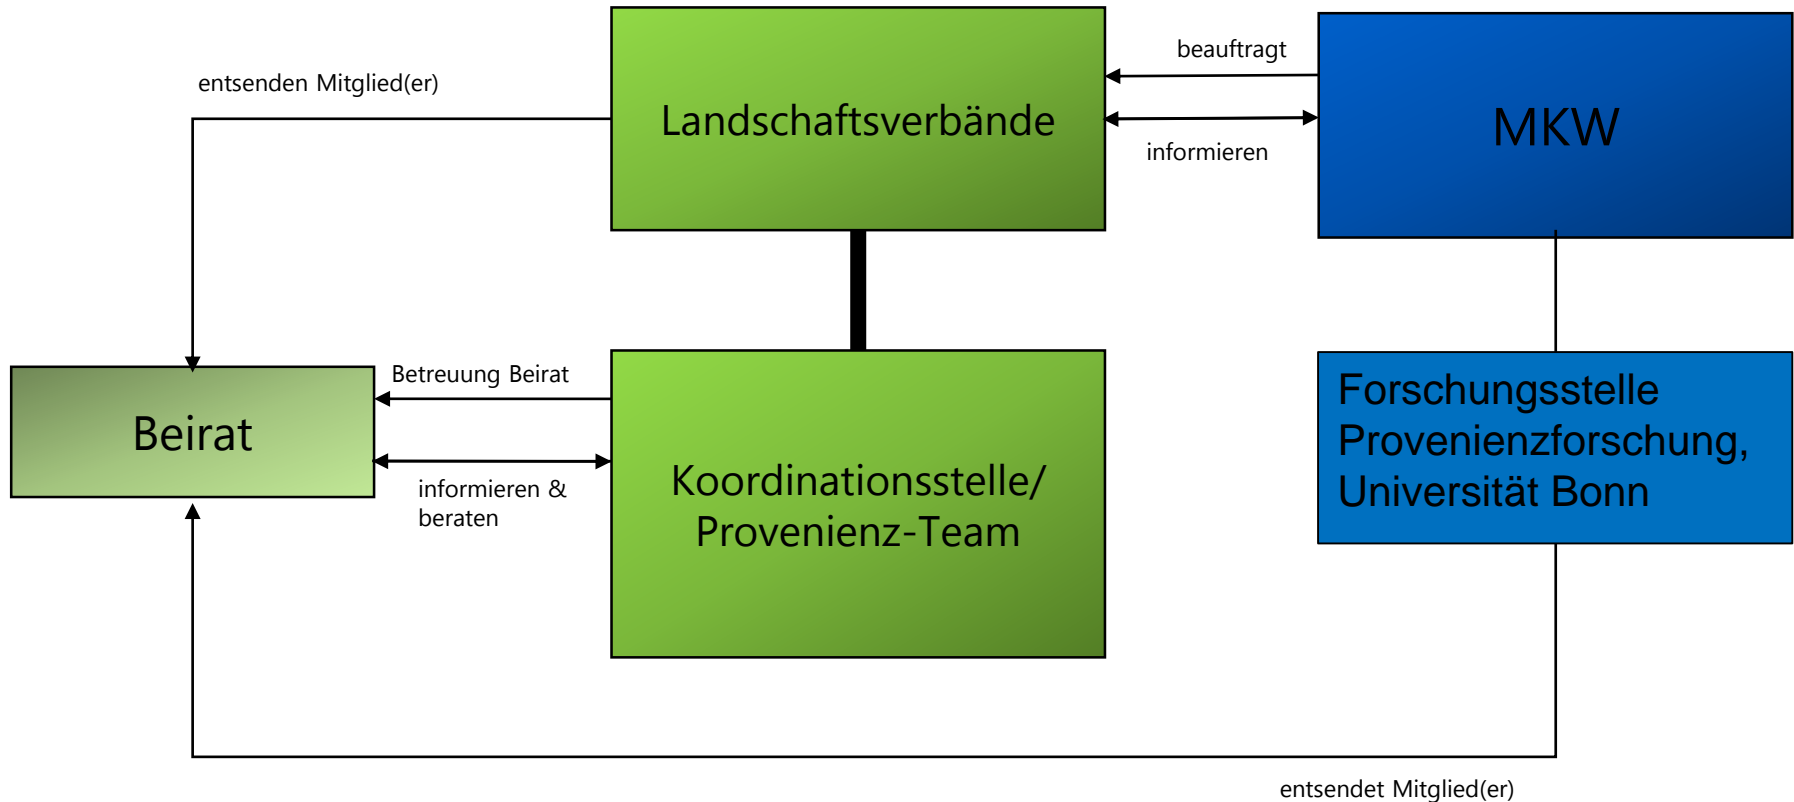 beauftragt
entsenden Mitglied(er)
Landschaftsverbände
MKW
informieren
Betreuung Beirat
Beirat
informieren &
beraten
Koordinationsstelle/
Provenienz-Team
Forschungsstelle
Provenienzforschung,
Universität Bonn
entsendet Mitglied(er)